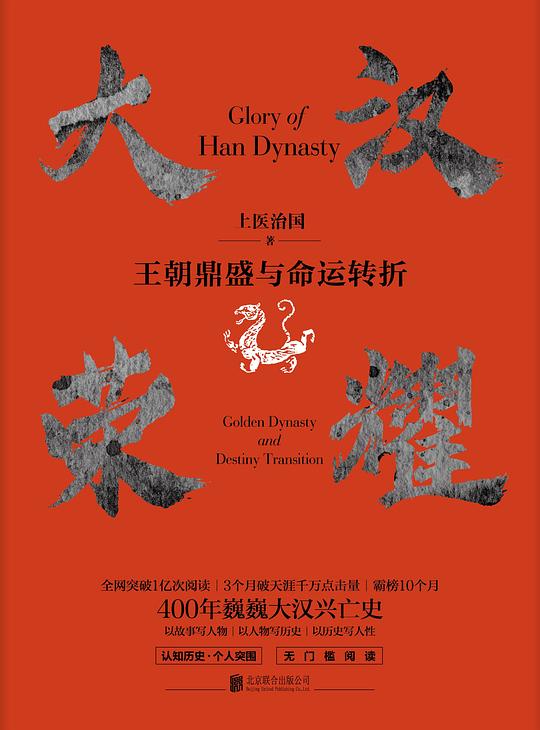 大汉
Glory of
Han Dynasty
上医治国
著
王朝鼎盛与命运转折
荣耀
Golden Dynasty
and
Destiny Transition
全网突破1亿次阅读｜3个月破天涯千万点击量｜霸榜10个月
400年巍巍大汉兴亡史
以故事写人物｜以人物写历史｜以历史写人性
认知历史·个人突围 无门槛阅读
北京联合出版公司
Beijing United Publishing Co.,Ltd.